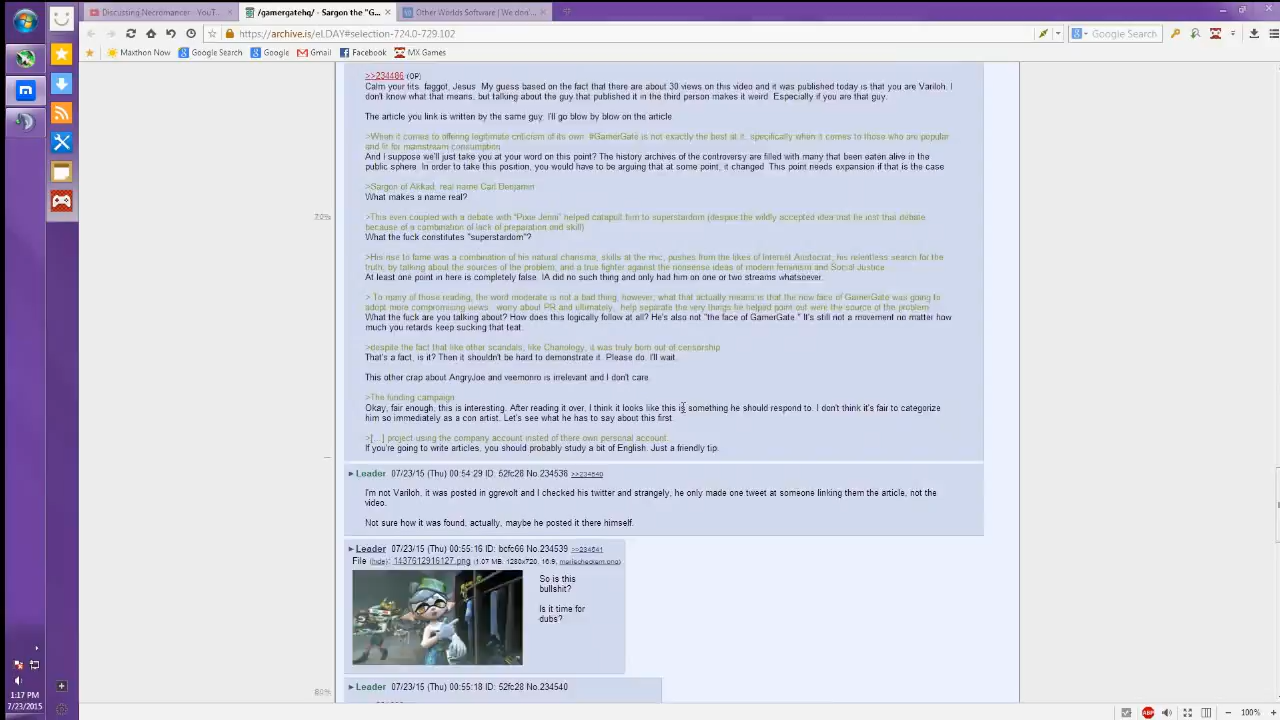 Discussing Necromancer - YouT...
/gamergatehq/ - Sargon the "G...
Other Worlds Software | We don'...
https://archive.is/eLDAY#selection-724.0-729.102
Google Search
Maxthon Now
Google Search
Google
Gmail
Facebook
MX Games
>>234486 (OP)
Calm your tits, faggot, Jesus. My guess based on the fact that there are about 30 views on this video and it was published today is that you are Variloh. I
don't know what that means, but talking about the guy that published it in the third person makes it weird. Especially if you are that guy.
The article you link is written by the same guy. I'll go blow by blow on the article.
>When it comes to offering legitimate criticism of its own, #GamerGate is not exactly the best at it, specifically when it comes to those who are popular
and fit for mainstream consumption
And I suppose we'll just take you at your word on this point? The history archives of the controversy are filled with many that been eaten alive in the
public sphere. In order to take this position, you would have to be arguing that at some point, it changed. This point needs expansion if that is the case
>Sargon of Akkad, real name Carl Benjamin
What makes a name real?
72%
>This even coupled with a debate with "Pixie Jenni" helped catapult him to superstardom (despite the wildly accepted idea that he lost that debate
because of a combination of lack of preparation and skill)
What the fuck constitutes "superstardom"?
>His rise to fame was a combination of his natural charisma, skills at the mic, pushes from the likes of Internet Aristocrat, his relentless search for the
truth, by talking about the sources of the problem, and a true fighter against the nonsense ideas of modern feminism and Social Justice
At least one point in here is completely false. IA did no such thing and only had him on one or two streams whatsoever.
> To many of those reading, the word moderate is not a bad thing, however, what that actually means is that the new face of GamerGate was going to
adopt more compromising views worry about PR and ultimately, help separate the very things he helped point out were the source of the problem
What the fuck are you talking about? How does this logically follow at all? He's also not "the face of GamerGate." It's still not a movement no matter how
much you retards keep sucking that teat.
>despite the fact that like other scandals, like Chanology, it was truly born out of censorship
That's a fact, is it? Then it shouldn't be hard to demonstrate it. Please do. I'll wait.
This other crap about AngryJoe and veemonro is irrelevant and I don't care.
>The funding campaign
Okay, fair enough, this is interesting. After reading it over, I think it looks like this is something he should respond to. I don't think it's fair to categorize
him so immediately as a con artist. Let's see what he has to say about this first.
>[...] project using the company account insted of there own personal account.
If you're going to write articles, you should probably study a bit of English. Just a friendly tip.
Leader 07/23/15 (Thu) 00:54:29 ID: 52fc28 No.234538 >>234540
I'm not Variloh, it was posted in ggrevolt and I checked his twitter and strangely, he only made one tweet at someone linking them the article, not the
video.
Not sure how it was found, actually, maybe he posted it there himself.
Leader 07/23/15 (Thu) 00:55:16 ID: bcfc66 No.234539 >>234541
File (hide): 1437612916127.png (1.07 MB, 1280x720, 16:9,
So is this
bullshit?
Is it time for
dubs?
Leader 07/23/15 (Thu) 00:55:18 ID: 52fc28 No.234540
80%
1:17 PM
7/23/2015
ABP
100%